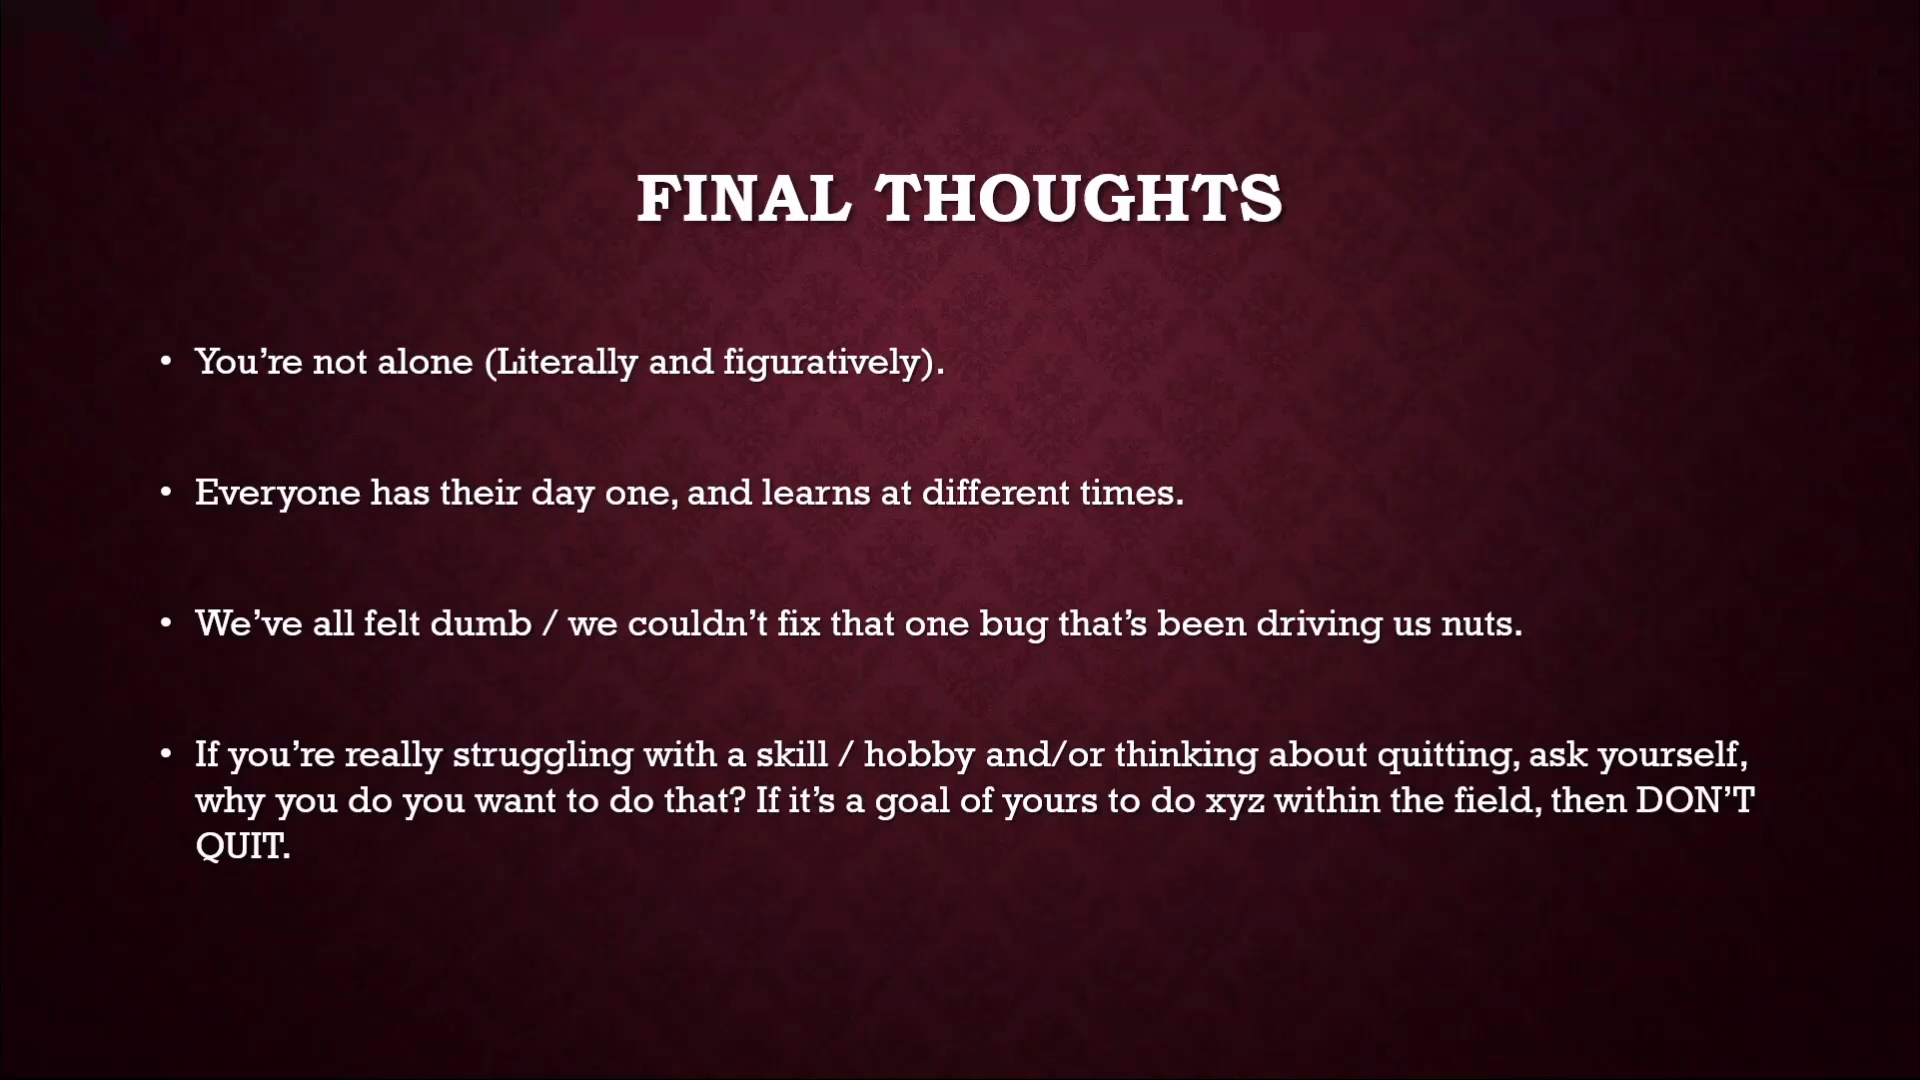 FINAL THOUGHTS
• You’re not alone (Literally and figuratively).
• Everyone has their day one, and learns at different times.
• We’ve all felt dumb / we couldn’t fix that one bug that’s been driving us nuts.
• If you’re really struggling with a skill / hobby and/or thinking about quitting, ask yourself,
why you do you want to do that? If it’s a goal of yours to do xyz within the field, then DON’T
QUIT.